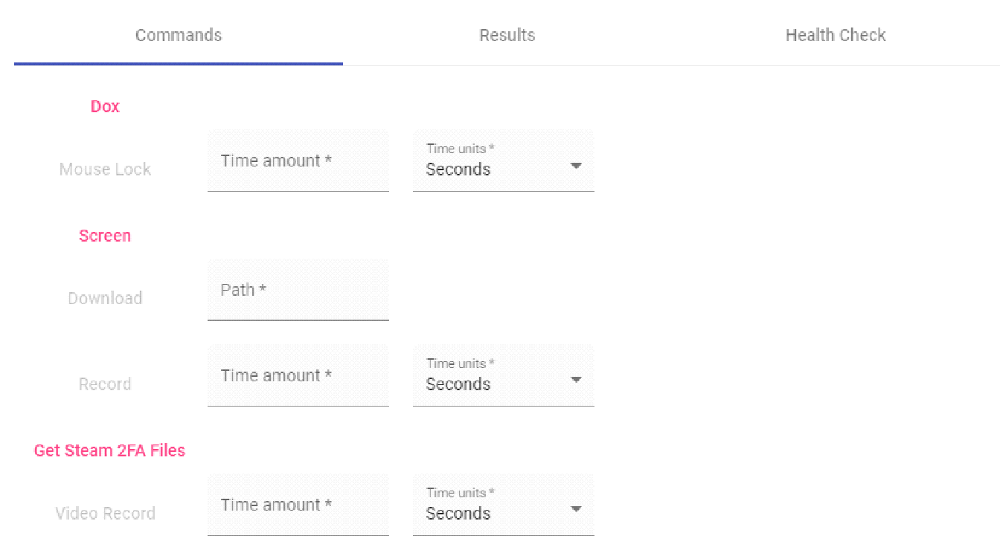 Commands Results Health Check
Dox
Mouse Lock Time amount * Time units * Seconds
Screen
Download Path *
Record Time amount * Time units * Seconds
Get Steam 2FA Files
Video Record Time amount * Time units * Seconds